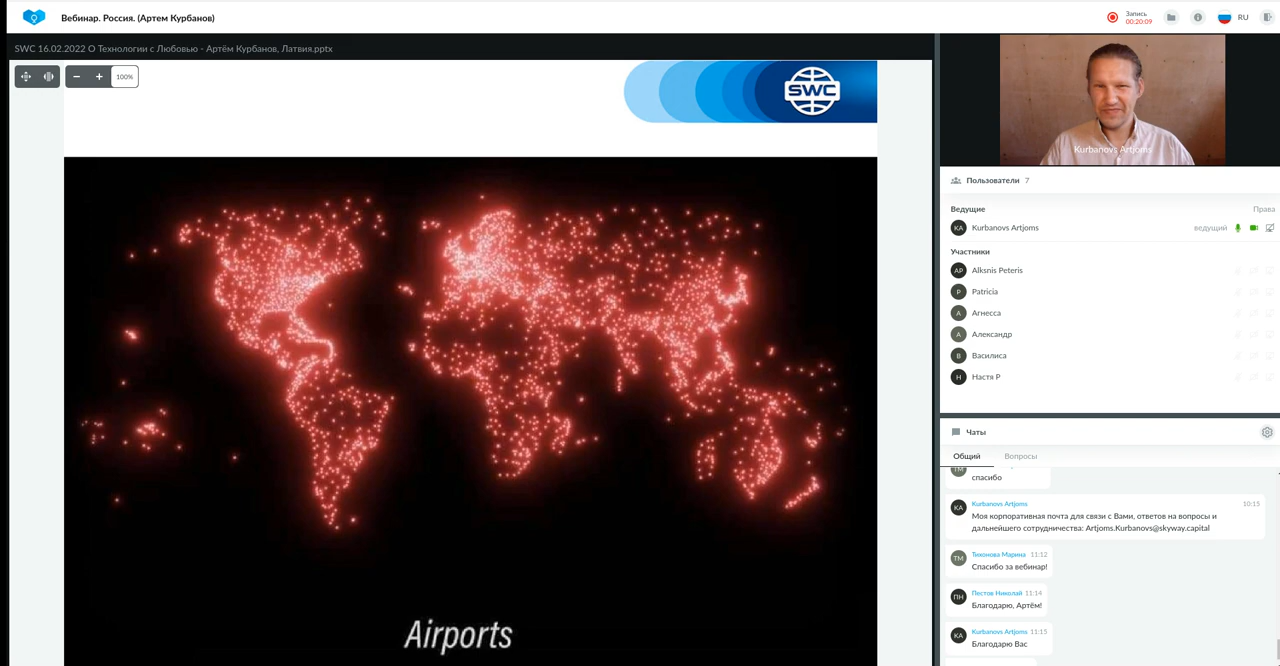 Вебинар. Россия. (Артем Курбанов)
Запись
00:20:09
RU
SWC 16.02.2022 О Технологии с Любовью - Артём Курбанов, Латвия.pptx
100%
SWC
Airports
Kurbanovs Artjoms
Пользователи 7
Ведущие
Права
KA Kurbanovs Artjoms ведущий
Участники
AP Alksnis Peteris
P Patricia
А Агнесса
А Александр
В Василиса
Н Настя Р
Чаты
Общий Вопросы
ТМ
спасибо
KA Kurbanovs Artjoms 10:15
Моя корпоративная почта для связи с Вами, ответов на вопросы и
дальнейшего сотрудничества: Artjoms.Kurbanovs@skyway.capital
ТМ Тихонова Марина 11:12
Спасибо за вебинар!
ПН Пестов Николай 11:14
Благодарю, Артём!
KA Kurbanovs Artjoms 11:15
Благодарю Вас